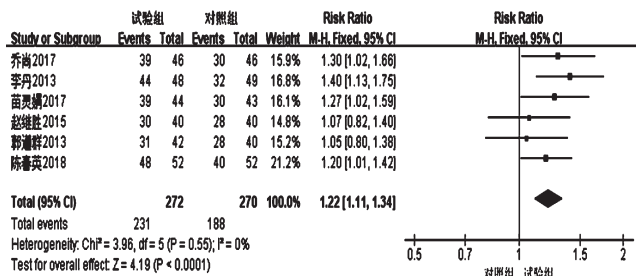 试验组 对照组 Risk Ratio Risk Ratio
Study or Subgroup Events Total Events Total Weight M-H, Fixed, 95% CI M-H, Fixed, 95% CI
乔尚2017 39 46 30 46 15.9% 1.30 [1.02, 1.66]
李丹2013 44 48 32 49 16.8% 1.40 [1.13, 1.75]
苗灵娟2017 39 44 30 43 16.1% 1.27 [1.02, 1.59]
赵继胜2015 30 40 28 40 14.9% 1.07 [0.82, 1.40]
郭道群2013 31 42 28 40 15.2% 1.05 [0.80, 1.38]
陈春英2018 48 52 40 52 21.2% 1.20 [1.01, 1.42]
Total (95% CI) 272 270 100.0% 1.22 [1.11, 1.34]
Total events 231 188
Heterogeneity: Chi² = 3.96, df = 5 (P = 0.55); I² = 0%
Test for overall effect: Z = 4.19 (P < 0.0001)
0.5 0.7 1 1.5 2
对照组 试验组